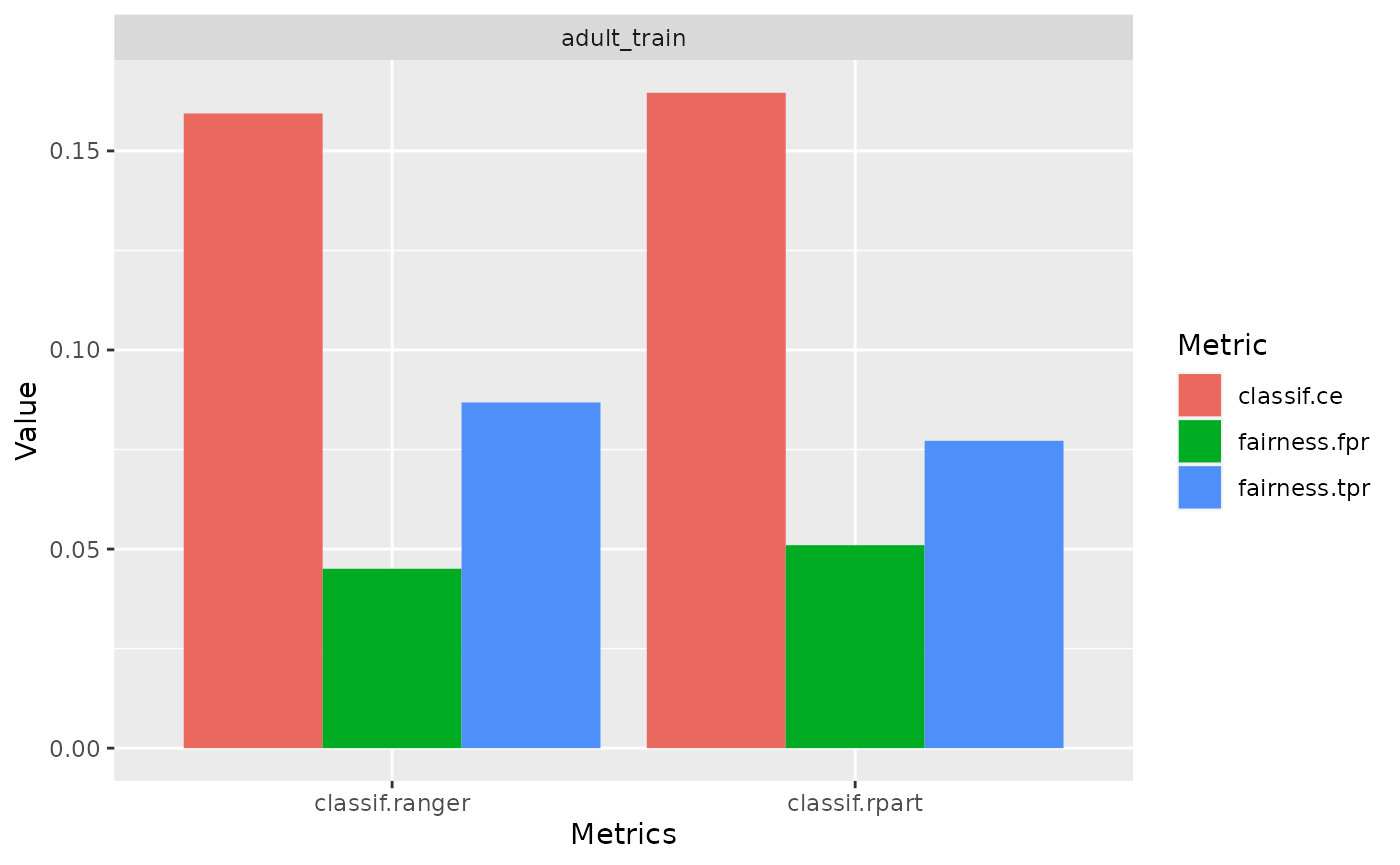 adult_train
0.15
0.10
0.05
0.00
Value
classif.ranger
classif.rpart
Metrics
Metric
classif.ce
fairness.fpr
fairness.tpr